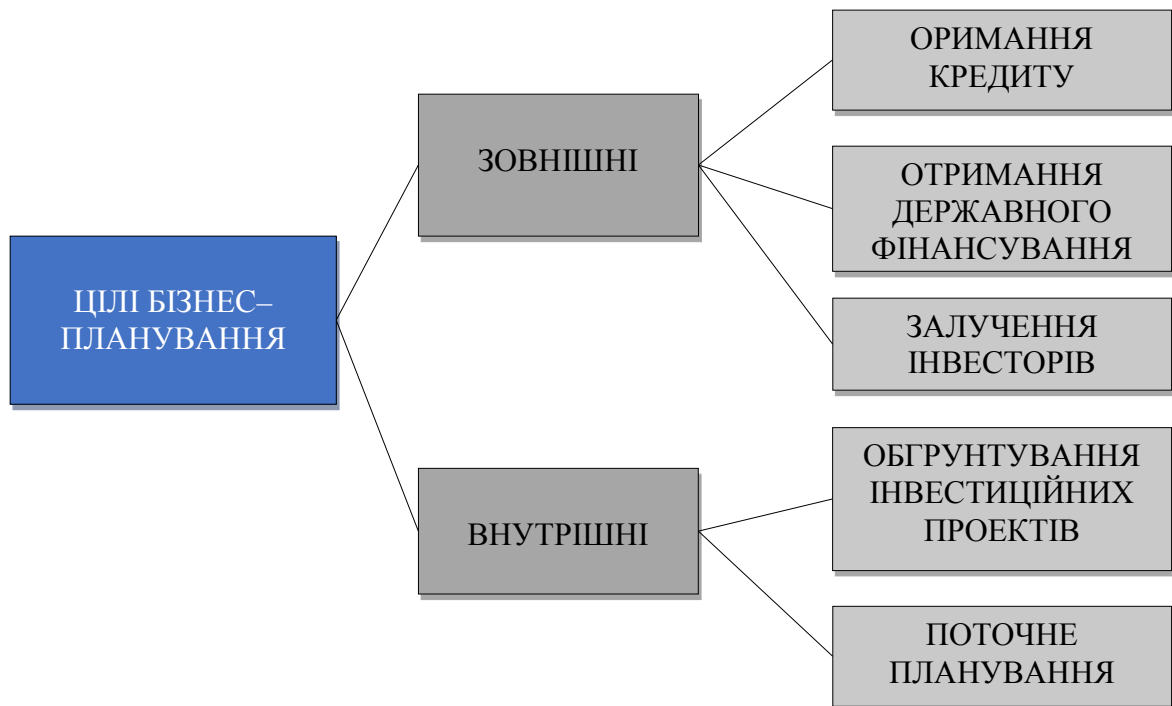 ЦІЛІ БІЗНЕС–
ПЛАНУВАННЯ
ЗОВНІШНІ
ОРИМАННЯ
КРЕДИТУ
ОТРИМАННЯ
ДЕРЖАВНОГО
ФІНАНСУВАННЯ
ЗАЛУЧЕННЯ
ІНВЕСТОРІВ
ВНУТРІШНІ
ОБГРУНТУВАННЯ
ІНВЕСТИЦІЙНИХ
ПРОЕКТІВ
ПОТОЧНЕ
ПЛАНУВАННЯ